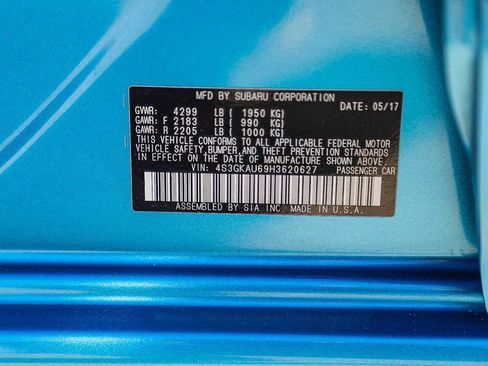 MFD BY SUBARU CORPORATION
GVWR: 4299 LB ( 1950 KG) DATE: 05/17
GAWR: F 2183 LB ( 990 KG)
GAWR: R 2205 LB ( 1000 KG)
THIS VEHICLE CONFORMS TO ALL APPLICABLE FEDERAL MOTOR
VEHICLE SAFETY, BUMPER, AND THEFT PREVENTION STANDARDS
IN EFFECT ON THE DATE OF MANUFACTURE SHOWN ABOVE.
VIN: 4S3GKAU69H3620627 PASSENGER CAR
ASSEMBLED BY SIA INC. MADE IN U.S.A.